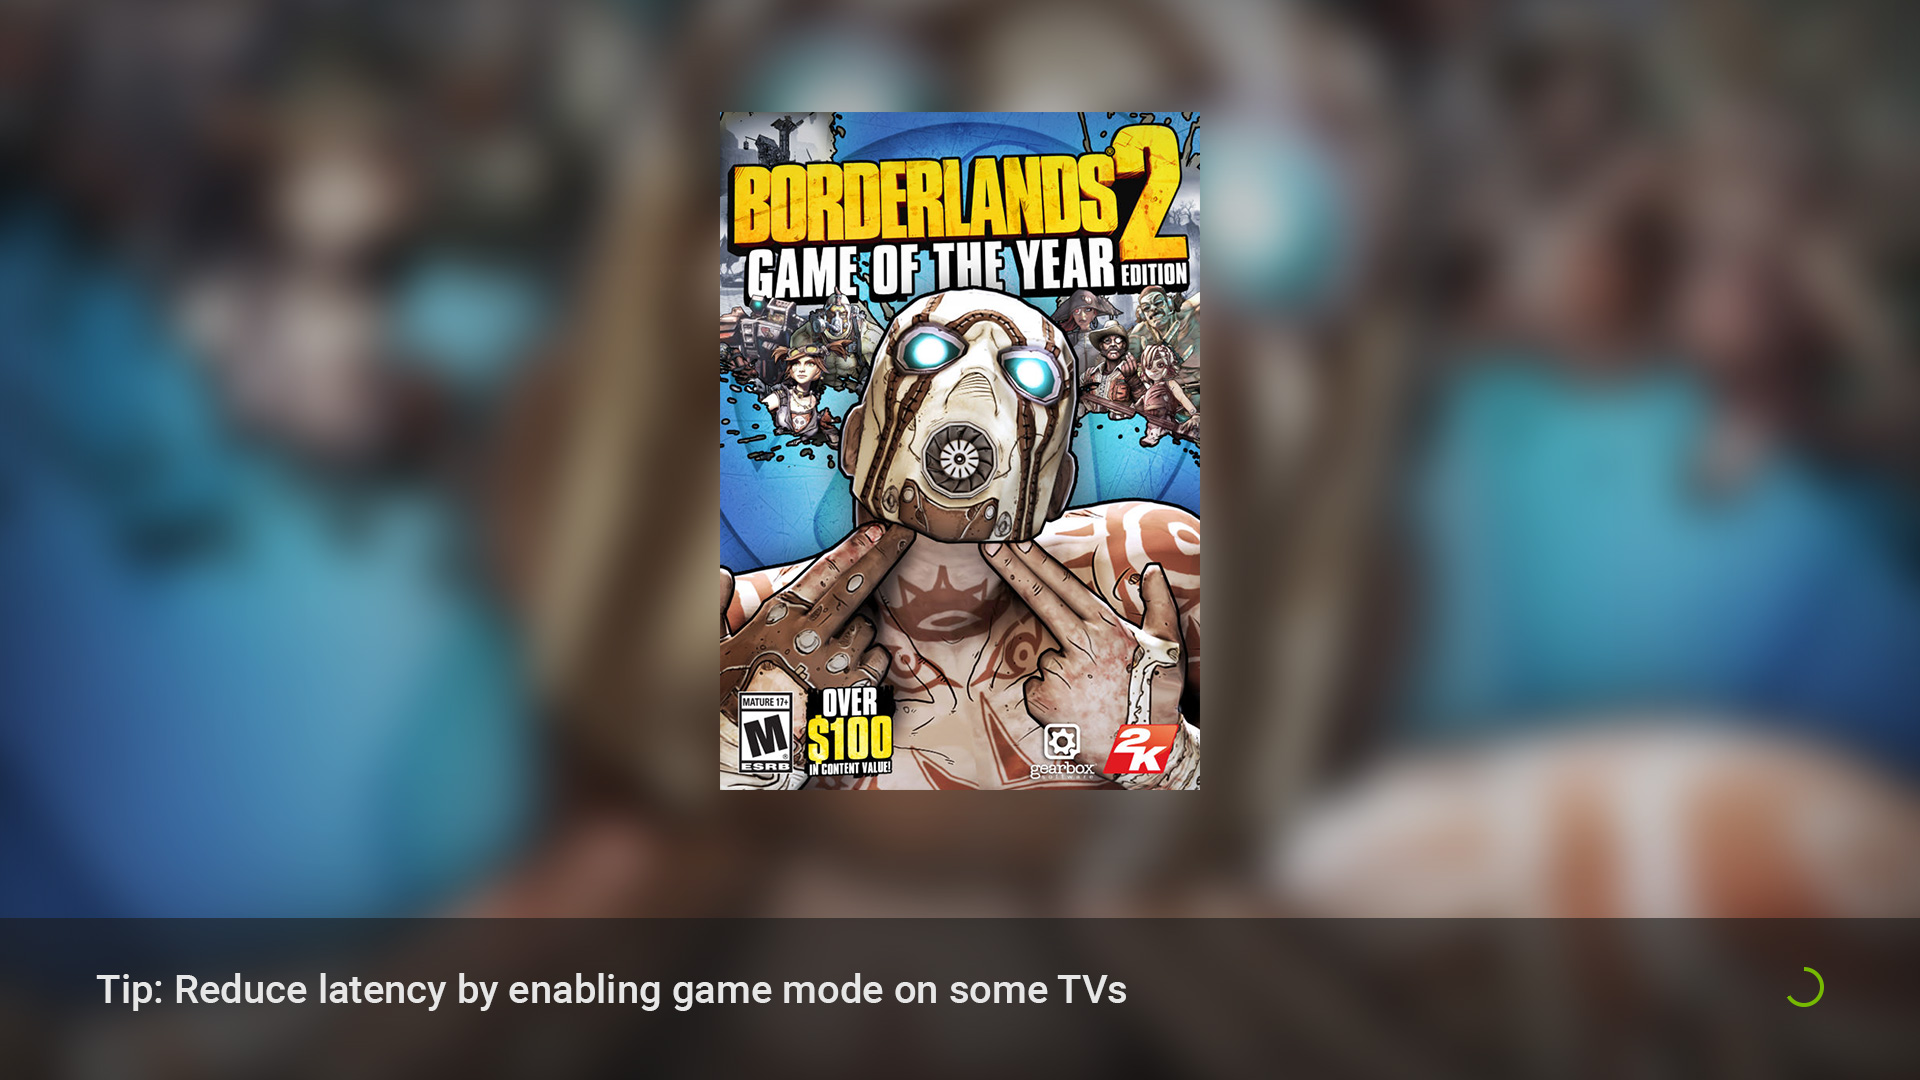 BORDERLANDS 2
GAME OF THE YEAR EDITION
MATURE 17+
M
ESRB
OVER
$100
IN CONTENT VALUE!
gearbox
software
2K
Tip: Reduce latency by enabling game mode on some TVs